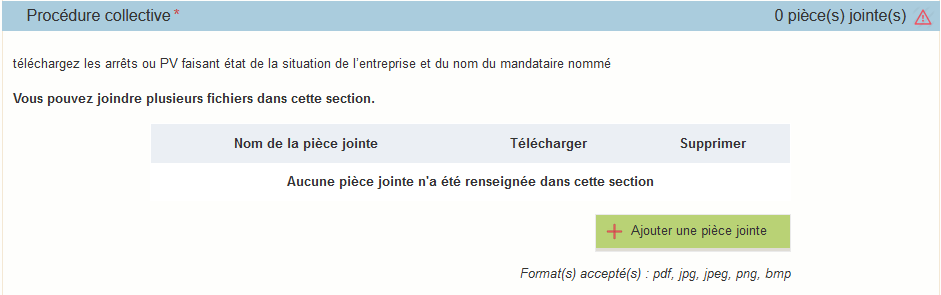 Procédure collective *
0 pièce(s) jointe(s)
téléchargez les arrêts ou PV faisant état de la situation de l'entreprise et du nom du mandataire nommé
Vous pouvez joindre plusieurs fichiers dans cette section.
Nom de la pièce jointe Télécharger Supprimer
Aucune pièce jointe n'a été renseignée dans cette section
Ajouter une pièce jointe
Format(s) accepté(s) : pdf, jpg, jpeg, png, bmp